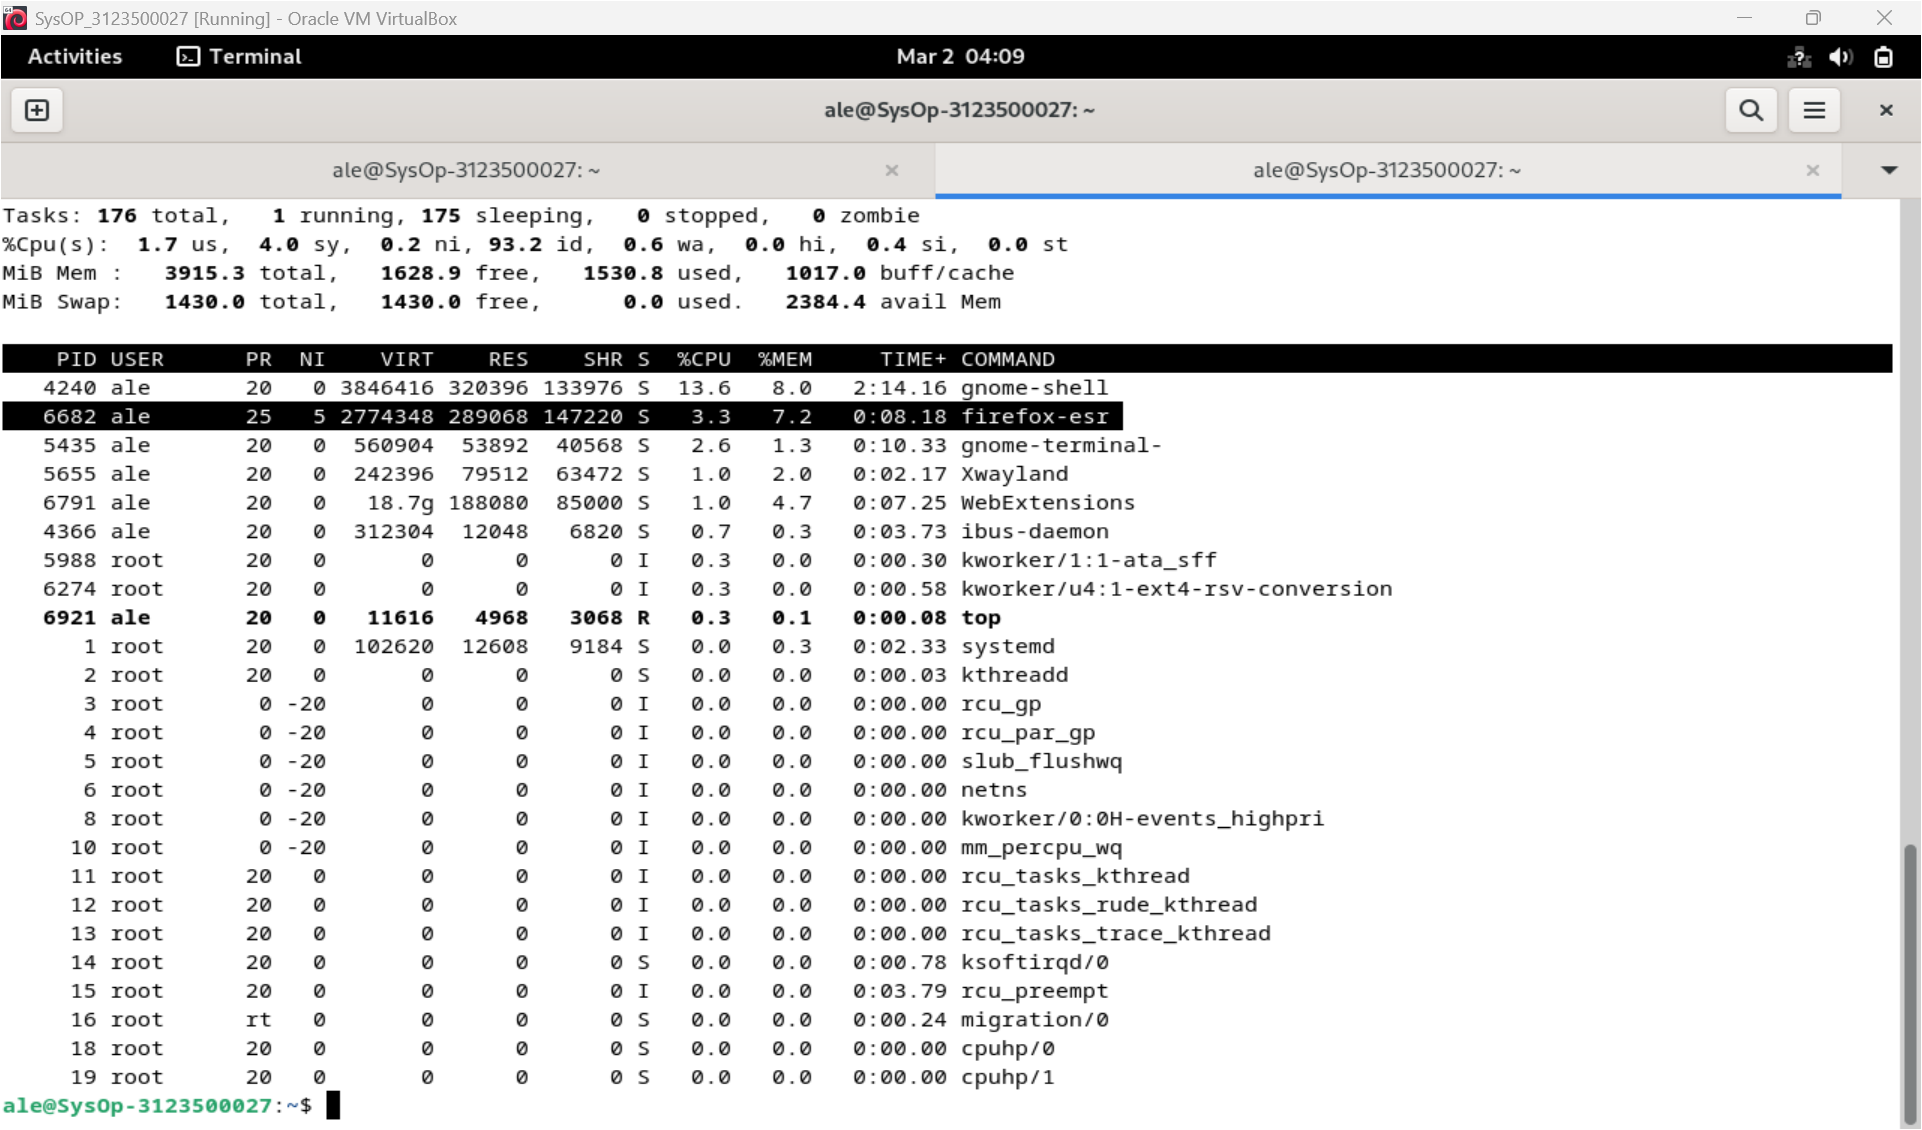 SysOP_3123500027 [Running] - Oracle VM VirtualBox
Activities Terminal Mar 2 04:09
ale@SysOp-3123500027: ~
ale@SysOp-3123500027: ~ ale@SysOp-3123500027: ~
Tasks: 176 total, 1 running, 175 sleeping, 0 stopped, 0 zombie
%Cpu(s): 1.7 us, 4.0 sy, 0.2 ni, 93.2 id, 0.6 wa, 0.0 hi, 0.4 si, 0.0 st
MiB Mem : 3915.3 total, 1628.9 free, 1530.8 used, 1017.0 buff/cache
MiB Swap: 1430.0 total, 1430.0 free, 0.0 used. 2384.4 avail Mem
PID USER PR NI VIRT RES SHR S %CPU %MEM TIME+ COMMAND
4240 ale 20 0 3846416 320396 133976 S 13.6 8.0 2:14.16 gnome-shell
6682 ale 25 5 2774348 289068 147220 S 3.3 7.2 0:08.18 firefox-esr
5435 ale 20 0 560904 53892 40568 S 2.6 1.3 0:10.33 gnome-terminal-
5655 ale 20 0 242396 79512 63472 S 1.0 2.0 0:02.17 Xwayland
6791 ale 20 0 18.7g 188080 85000 S 1.0 4.7 0:07.25 WebExtensions
4366 ale 20 0 312304 12048 6820 S 0.7 0.3 0:03.73 ibus-daemon
5988 root 20 0 0 0 0 I 0.3 0.0 0:00.30 kworker/1:1-ata_sff
6274 root 20 0 0 0 0 I 0.3 0.0 0:00.58 kworker/u4:1-ext4-rsv-conversion
6921 ale 20 0 11616 4968 3068 R 0.3 0.1 0:00.08 top
1 root 20 0 102620 12608 9184 S 0.0 0.3 0:02.33 systemd
2 root 20 0 0 0 0 S 0.0 0.0 0:00.03 kthreadd
3 root 0 -20 0 0 0 I 0.0 0.0 0:00.00 rcu_gp
4 root 0 -20 0 0 0 I 0.0 0.0 0:00.00 rcu_par_gp
5 root 0 -20 0 0 0 I 0.0 0.0 0:00.00 slub_flushwq
6 root 0 -20 0 0 0 I 0.0 0.0 0:00.00 netns
8 root 0 -20 0 0 0 I 0.0 0.0 0:00.00 kworker/0:0H-events_highpri
10 root 0 -20 0 0 0 I 0.0 0.0 0:00.00 mm_percpu_wq
11 root 20 0 0 0 0 I 0.0 0.0 0:00.00 rcu_tasks_kthread
12 root 20 0 0 0 0 I 0.0 0.0 0:00.00 rcu_tasks_rude_kthread
13 root 20 0 0 0 0 I 0.0 0.0 0:00.00 rcu_tasks_trace_kthread
14 root 20 0 0 0 0 S 0.0 0.0 0:00.78 ksoftirqd/0
15 root 20 0 0 0 0 I 0.0 0.0 0:03.79 rcu_preempt
16 root rt 0 0 0 0 S 0.0 0.0 0:00.24 migration/0
18 root 20 0 0 0 0 S 0.0 0.0 0:00.00 cpuhp/0
19 root 20 0 0 0 0 S 0.0 0.0 0:00.00 cpuhp/1
ale@SysOp-3123500027:~$